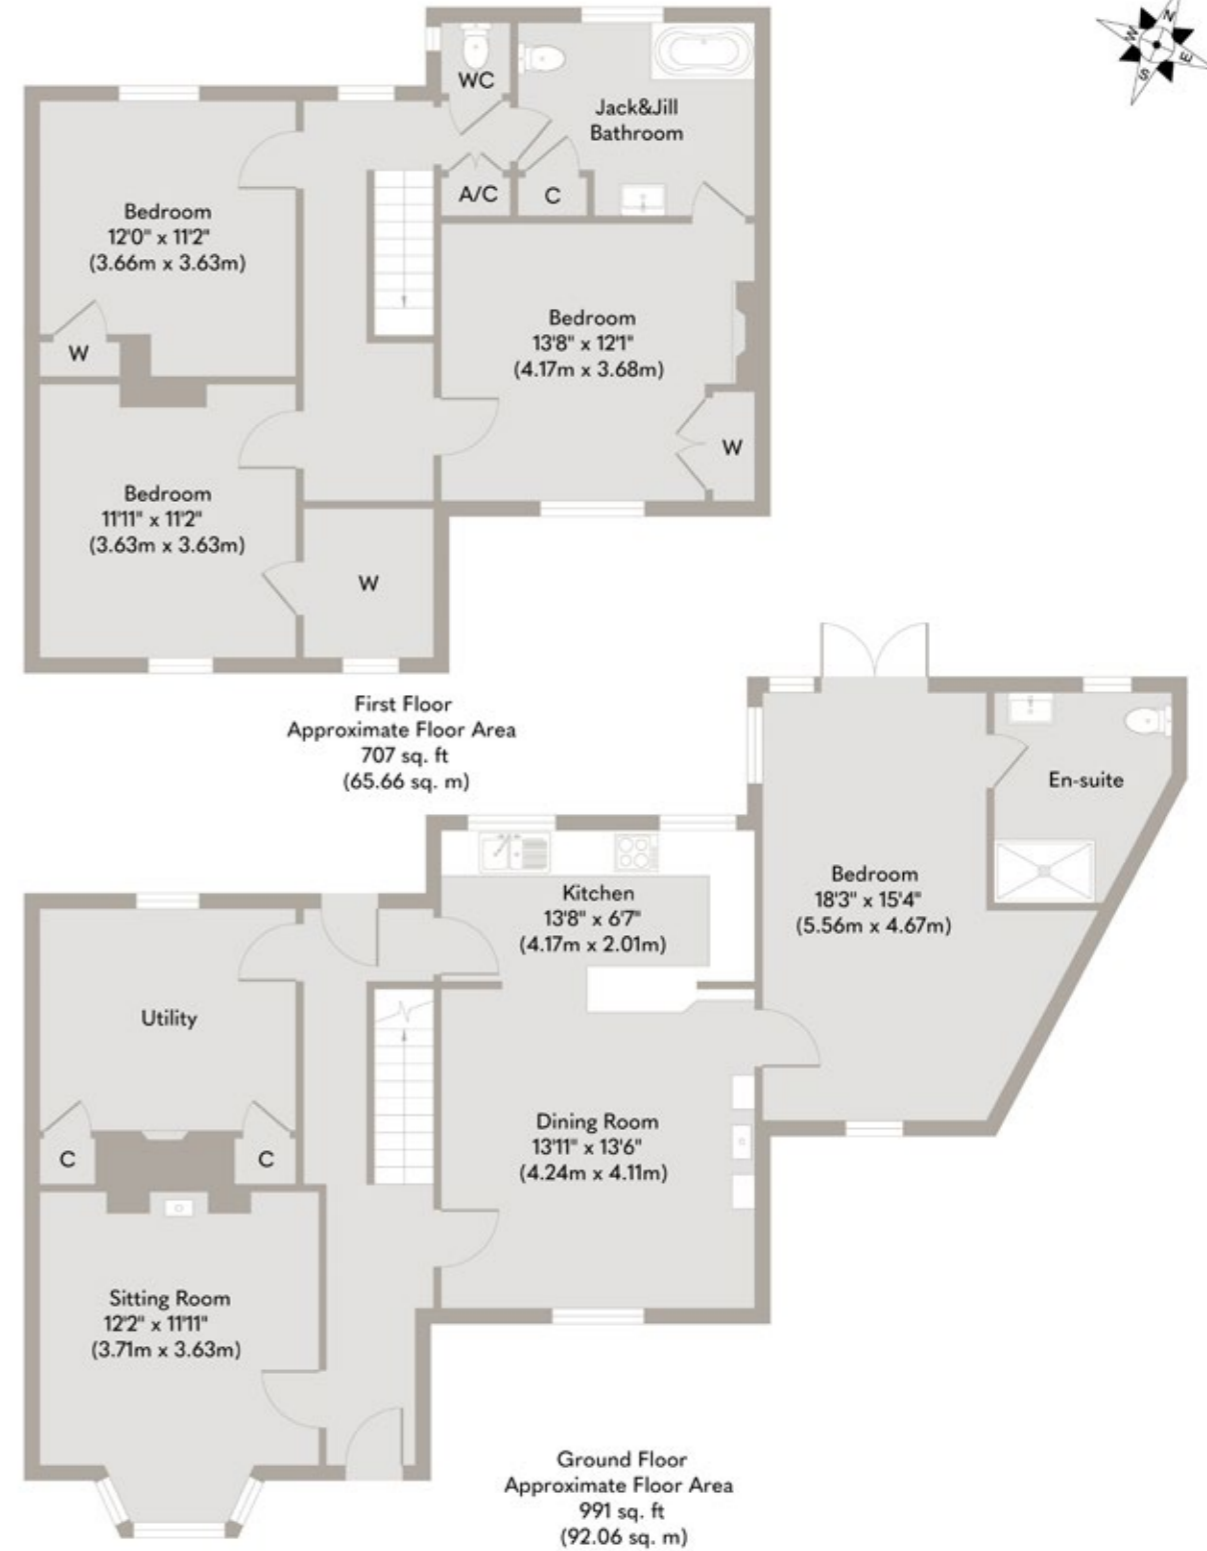 N
W
E
S
WC
Jack&Jill
Bathroom
A/C
C
Bedroom
12'0" x 11'2"
(3.66m x 3.63m)
W
Bedroom
13'8" x 12'1"
(4.17m x 3.68m)
W
Bedroom
11'11" x 11'2"
(3.63m x 3.63m)
W
First Floor
Approximate Floor Area
707 sq. ft
(65.66 sq. m)
En-suite
Bedroom
18'3" x 15'4"
(5.56m x 4.67m)
Kitchen
13'8" x 6'7"
(4.17m x 2.01m)
Utility
C
C
Dining Room
13'11" x 13'6"
(4.24m x 4.11m)
Sitting Room
12'2" x 11'11"
(3.71m x 3.63m)
Ground Floor
Approximate Floor Area
991 sq. ft
(92.06 sq. m)